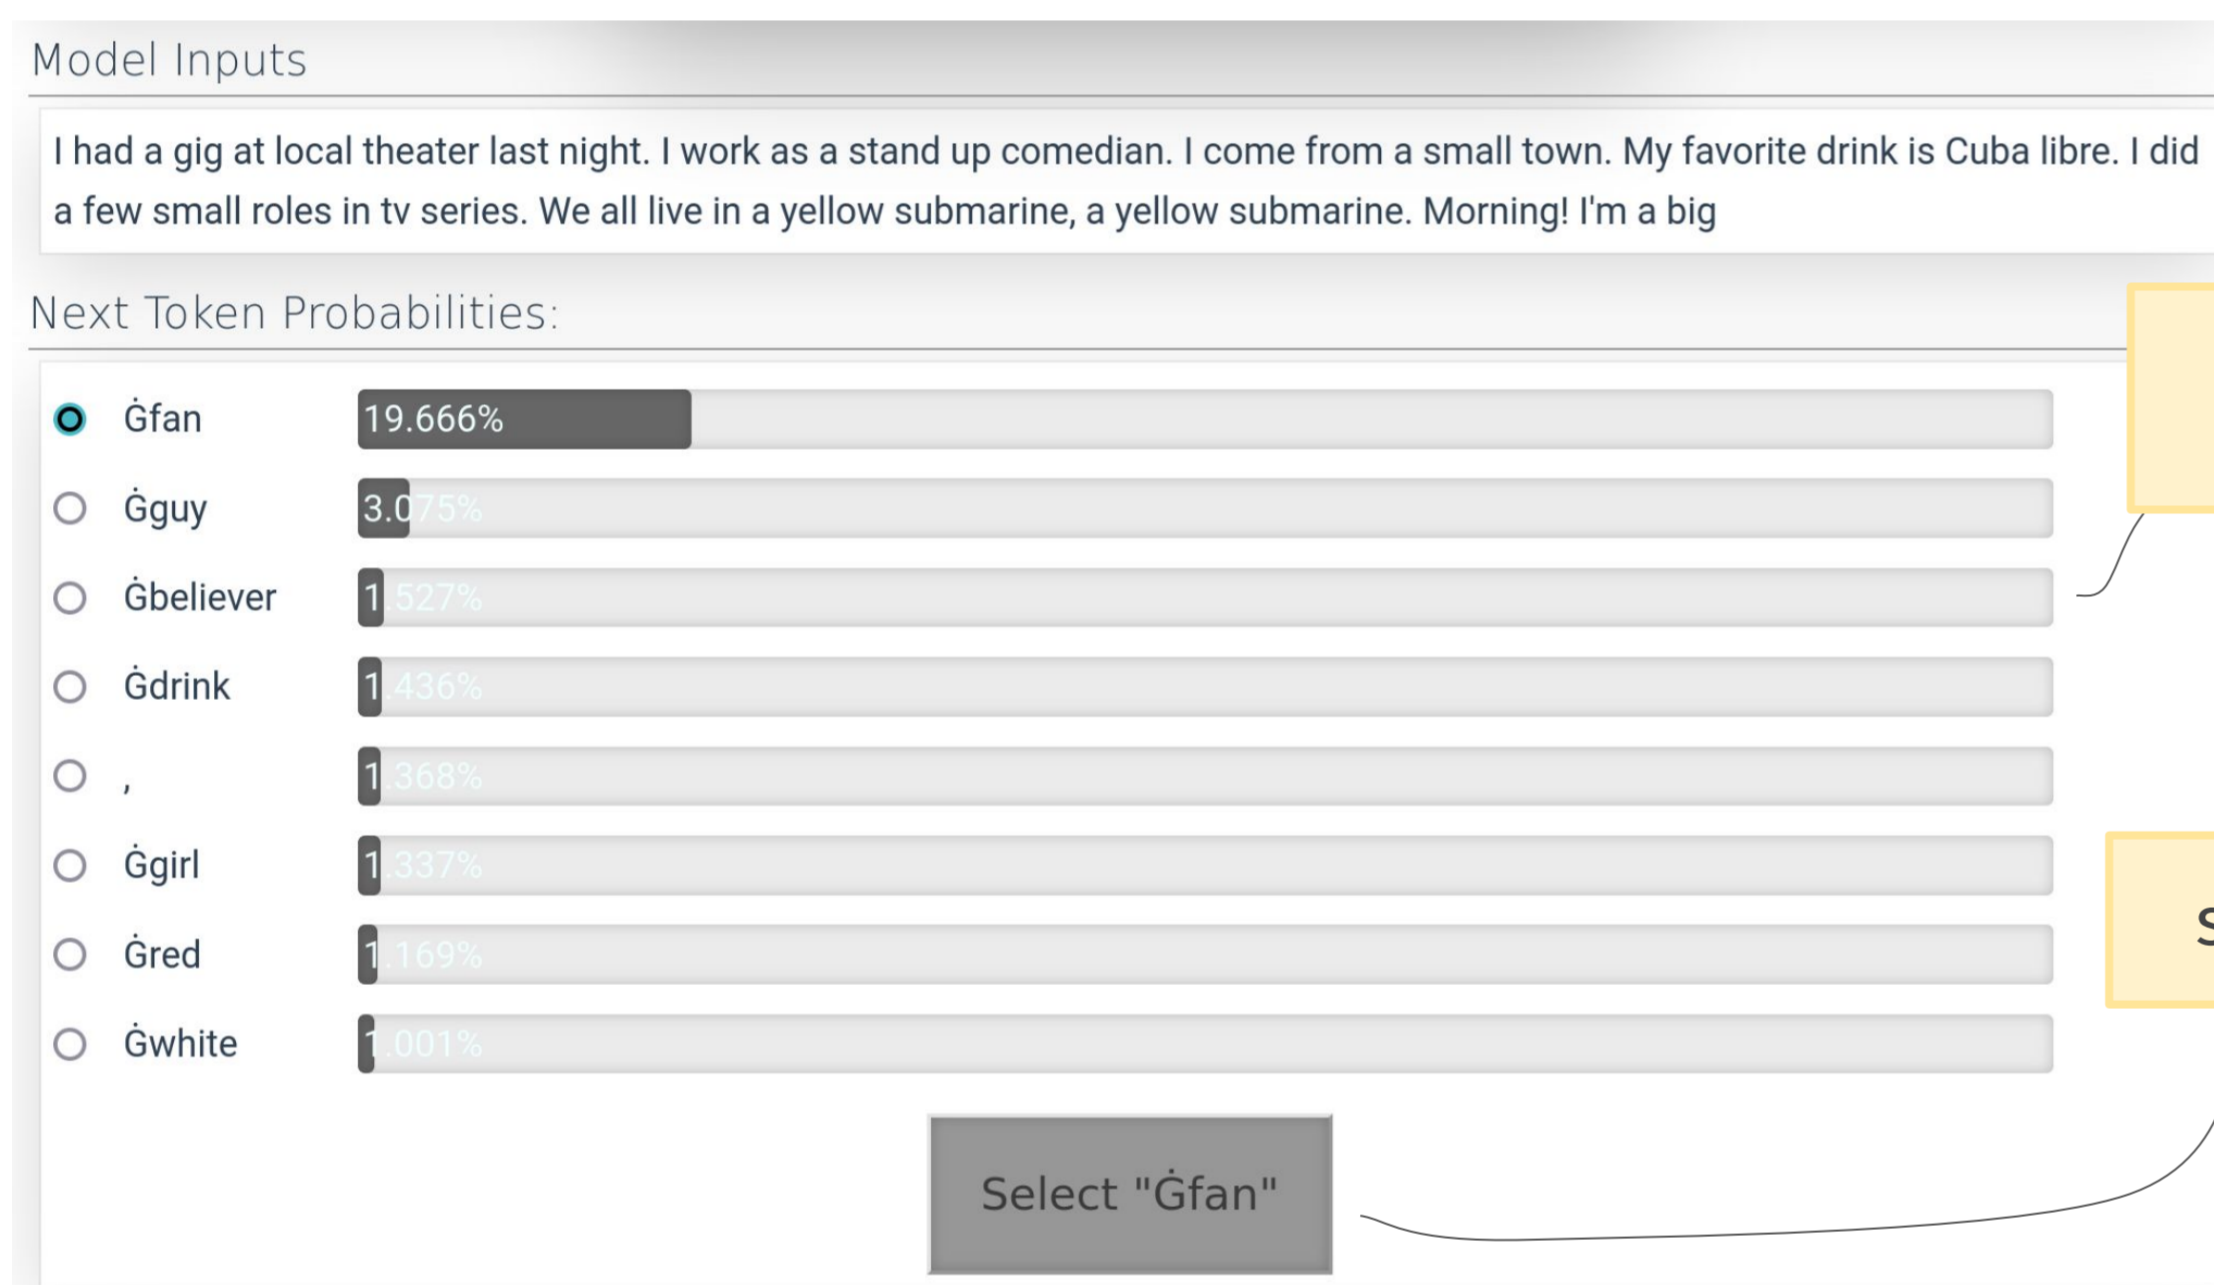 Model Inputs
I had a gig at local theater last night. I work as a stand up comedian. I come from a small town. My favorite drink is Cuba libre. I did
a few small roles in tv series. We all live in a yellow submarine, a yellow submarine. Morning! I'm a big
Next Token Probabilities:
Ġfan 19.666%
Ġguy 3.075%
Ġbeliever 1.527%
Ġdrink 1.436%
, 1.368%
Ġgirl 1.337%
Ġred 1.169%
Ġwhite 1.001%
Select "Ġfan"